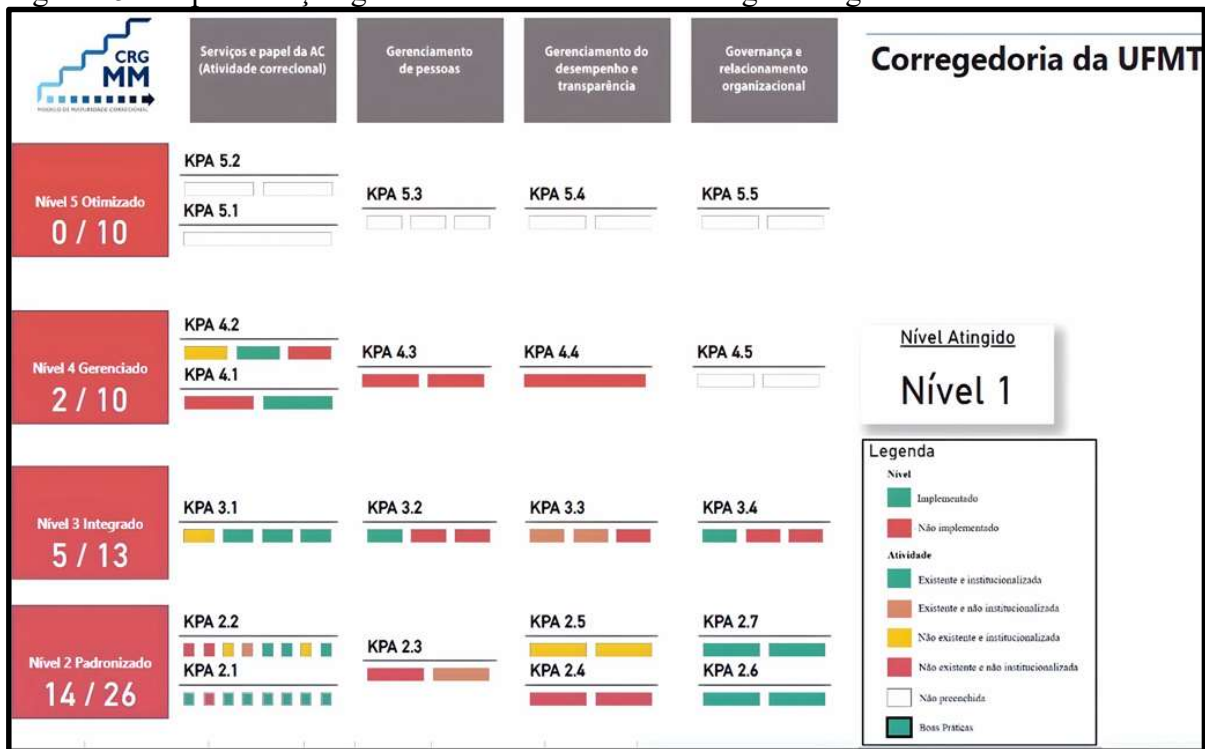 CRG
MM
MODELO DE MATURIDADE CORRECIONAL
Serviços e papel da AC
(Atividade correcional)
Gerenciamento
de pessoas
Gerenciamento do
desempenho e
transparência
Governança e
relacionamento
organizacional
Corregedoria da UFMT
Nível 5 Otimizado
0 / 10
KPA 5.2
KPA 5.1
KPA 5.3
KPA 5.4
KPA 5.5
Nível 4 Gerenciado
2 / 10
KPA 4.2
KPA 4.1
KPA 4.3
KPA 4.4
KPA 4.5
Nível Atingido
Nível 1
Nível 3 Integrado
5 / 13
KPA 3.1
KPA 3.2
KPA 3.3
KPA 3.4
Nível 2 Padronizado
14 / 26
KPA 2.2
KPA 2.1
KPA 2.3
KPA 2.5
KPA 2.4
KPA 2.7
KPA 2.6
Legenda
Nível
Implementado
Não implementado
Atividade
Existente e institucionalizada
Existente e não institucionalizada
Não existente e institucionalizada
Não existente e não institucionalizada
Não preenchida
Boas Práticas